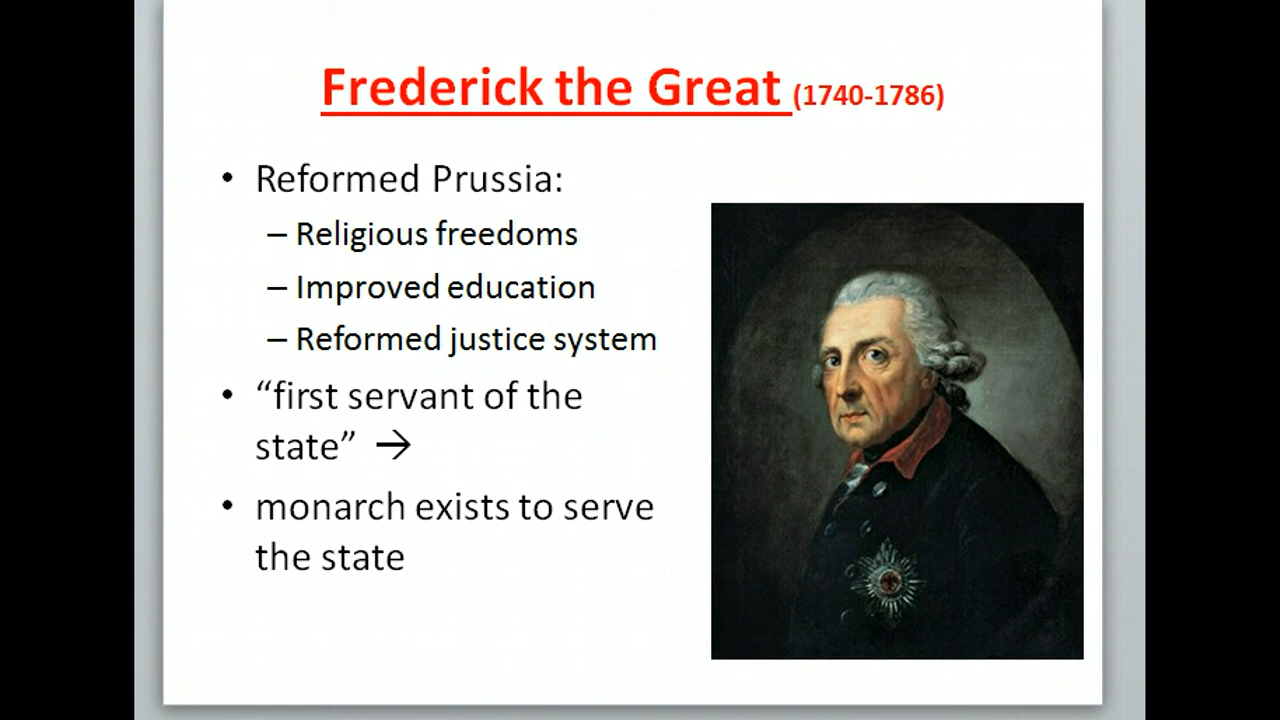 Frederick the Great (1740-1786)
• Reformed Prussia:
– Religious freedoms
– Improved education
– Reformed justice system
• “first servant of the
state” →
• monarch exists to serve
the state